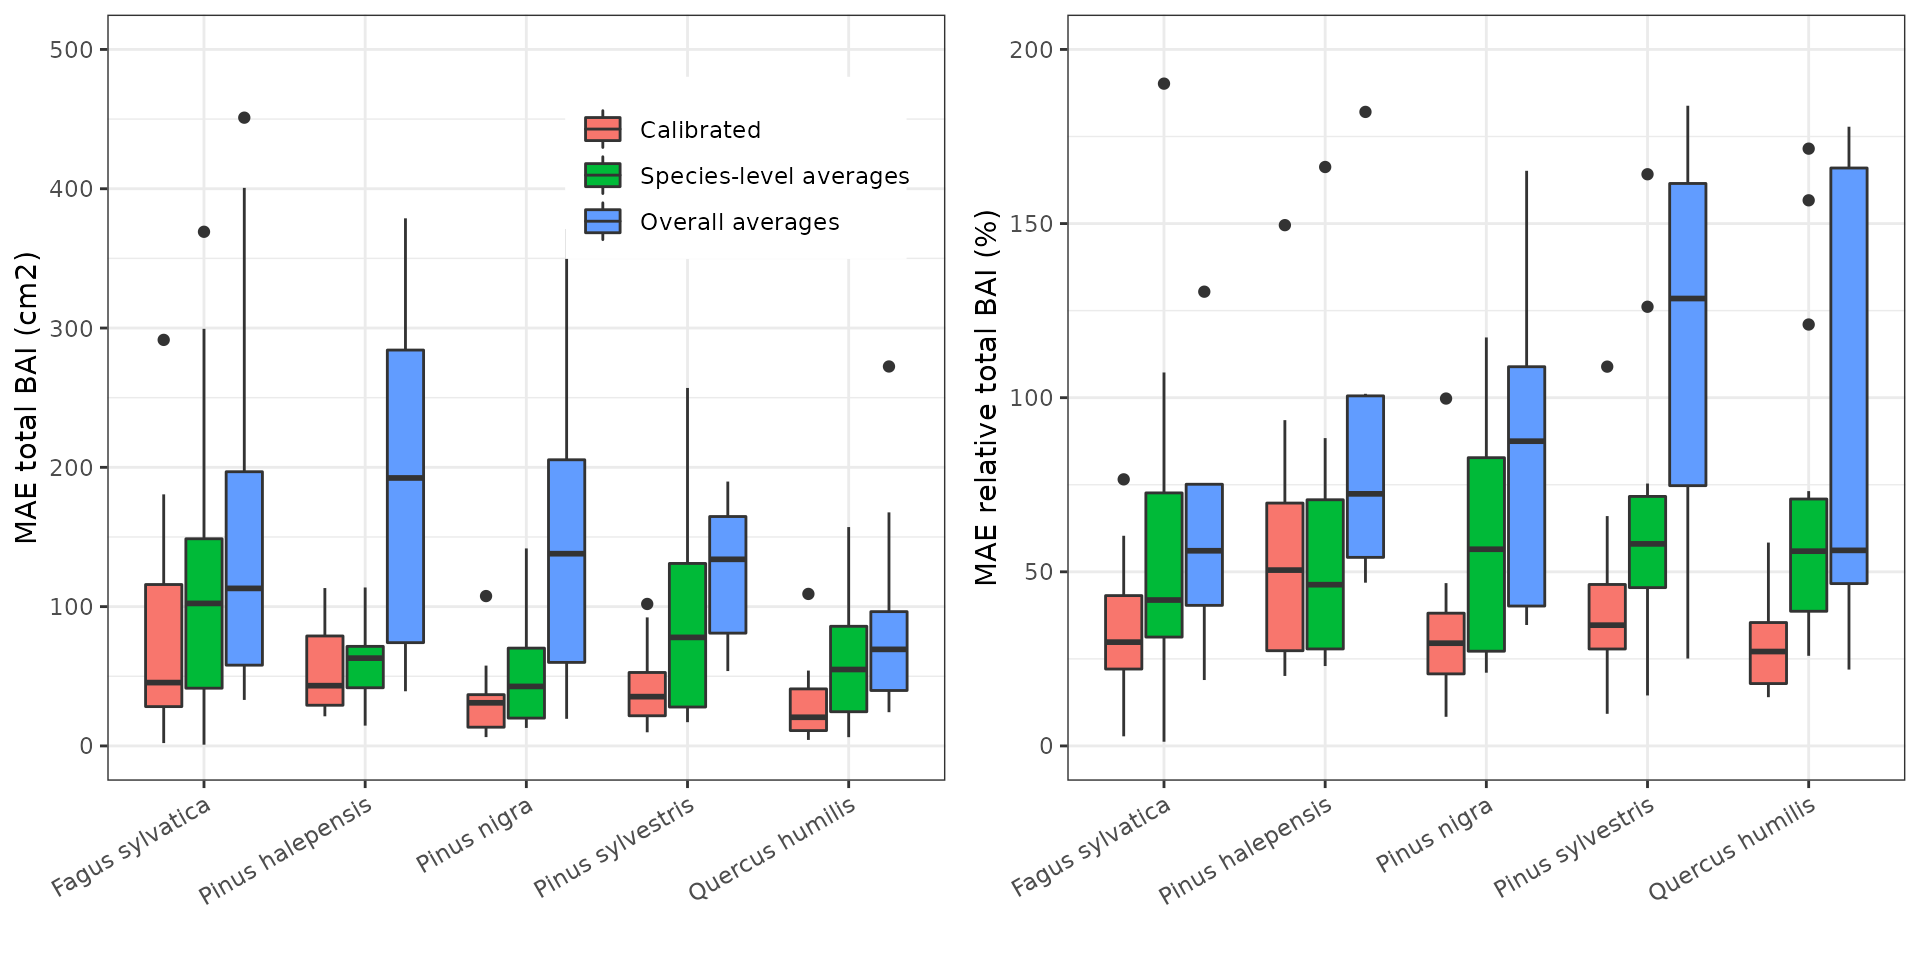 MAE total BAI (cm2)
500
400
300
200
100
0
Calibrated
Species-level averages
Overall averages
Fagus sylvatica
Pinus halepensis
Pinus nigra
Pinus sylvestris
Quercus humilis
MAE relative total BAI (%)
200
150
100
50
0
Fagus sylvatica
Pinus halepensis
Pinus nigra
Pinus sylvestris
Quercus humilis